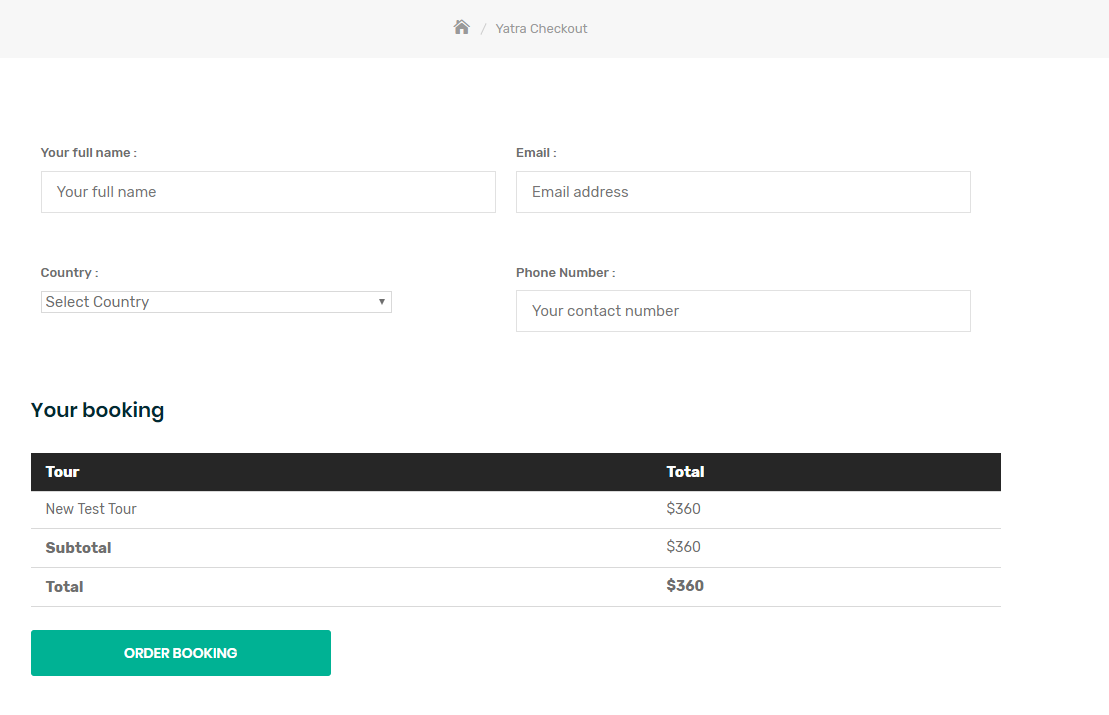 / Yatra Checkout
Your full name : Email :
Your full name Email address
Country : Phone Number :
Select Country Your contact number
Your booking
Tour Total
New Test Tour $360
Subtotal $360
Total $360
ORDER BOOKING